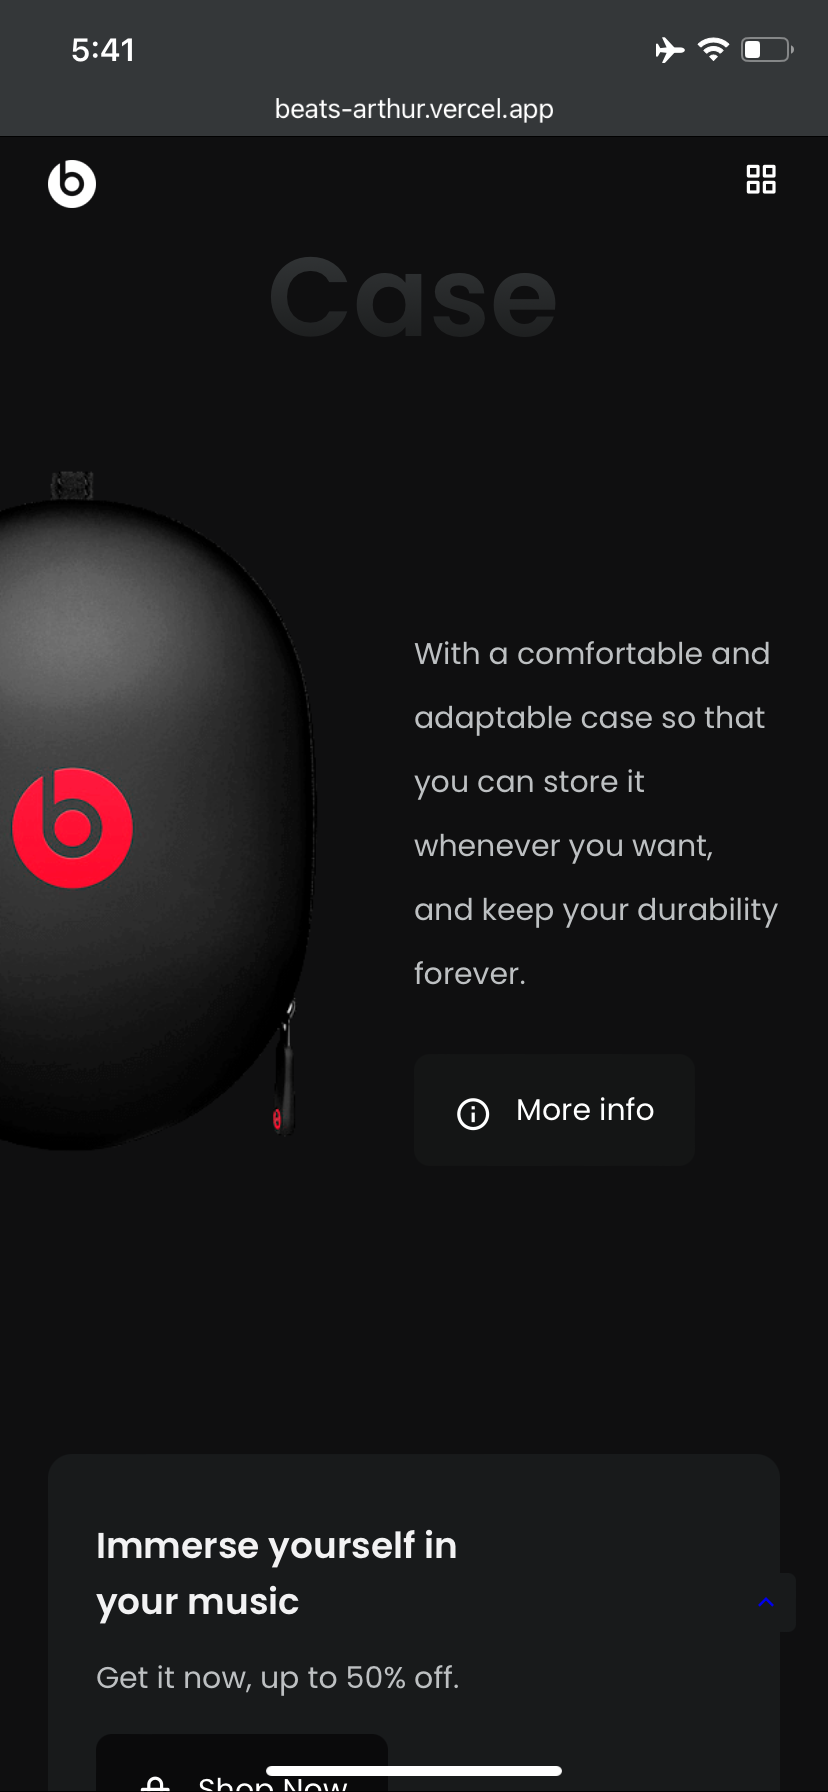 5:41
beats-arthur.vercel.app
Case
With a comfortable and
adaptable case so that
you can store it
whenever you want,
and keep your durability
forever.
More info
Immerse yourself in
your music
Get it now, up to 50% off.
Shop Now